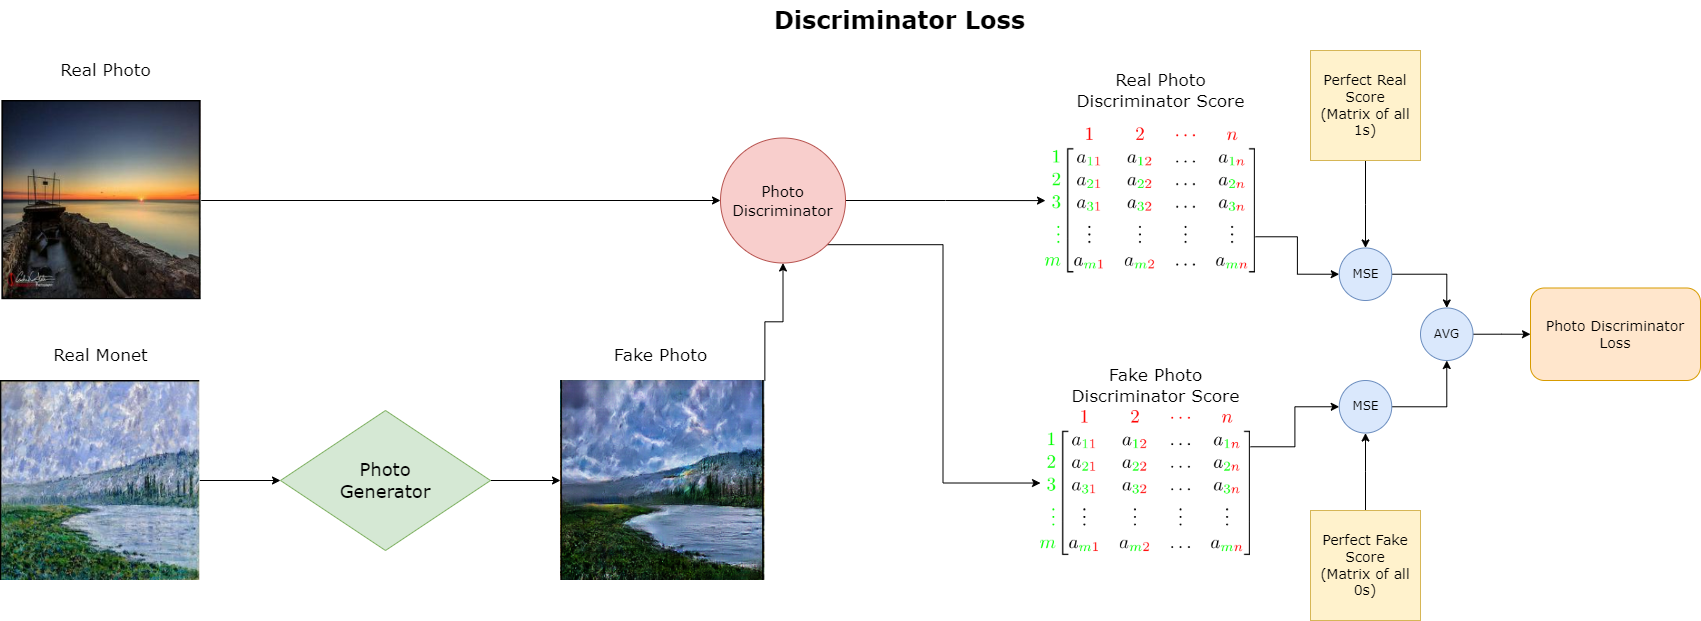 Discriminator Loss
Real Photo
Photo
Discriminator
Real Photo
Discriminator Score
1 2 ⋯ n
1 a11 a12 … a1n
2 a21 a22 … a2n
3 a31 a32 … a3n
⋮ ⋮ ⋮ ⋮ ⋮
m am1 am2 … amn
Perfect Real
Score
(Matrix of all
1s)
MSE
AVG
Photo Discriminator
Loss
Real Monet
Photo
Generator
Fake Photo
Fake Photo
Discriminator Score
1 2 ⋯ n
1 a11 a12 … a1n
2 a21 a22 … a2n
3 a31 a32 … a3n
⋮ ⋮ ⋮ ⋮ ⋮
m am1 am2 … amn
MSE
Perfect Fake
Score
(Matrix of all
0s)